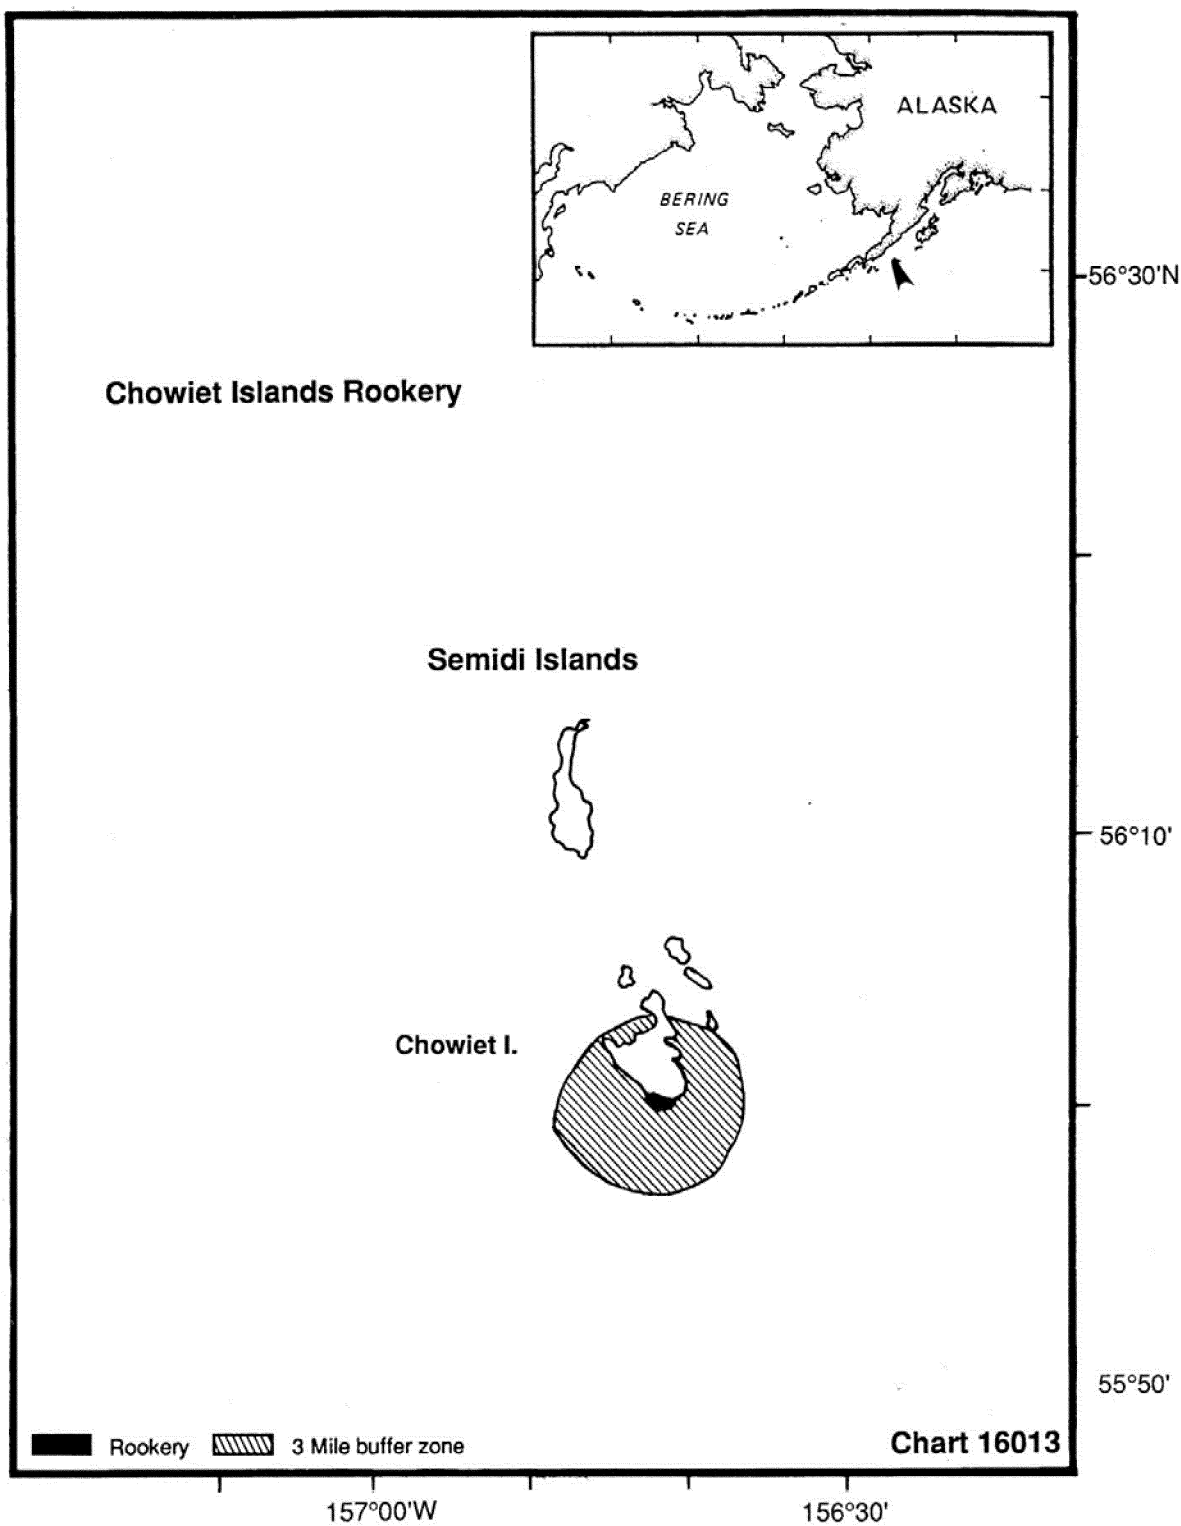 ALASKA
BERING
SEA
56°30'N
Chowiet Islands Rookery
Semidi Islands
56°10'
Chowiet I.
55°50'
Rookery
3 Mile buffer zone
Chart 16013
157°00'W
156°30'